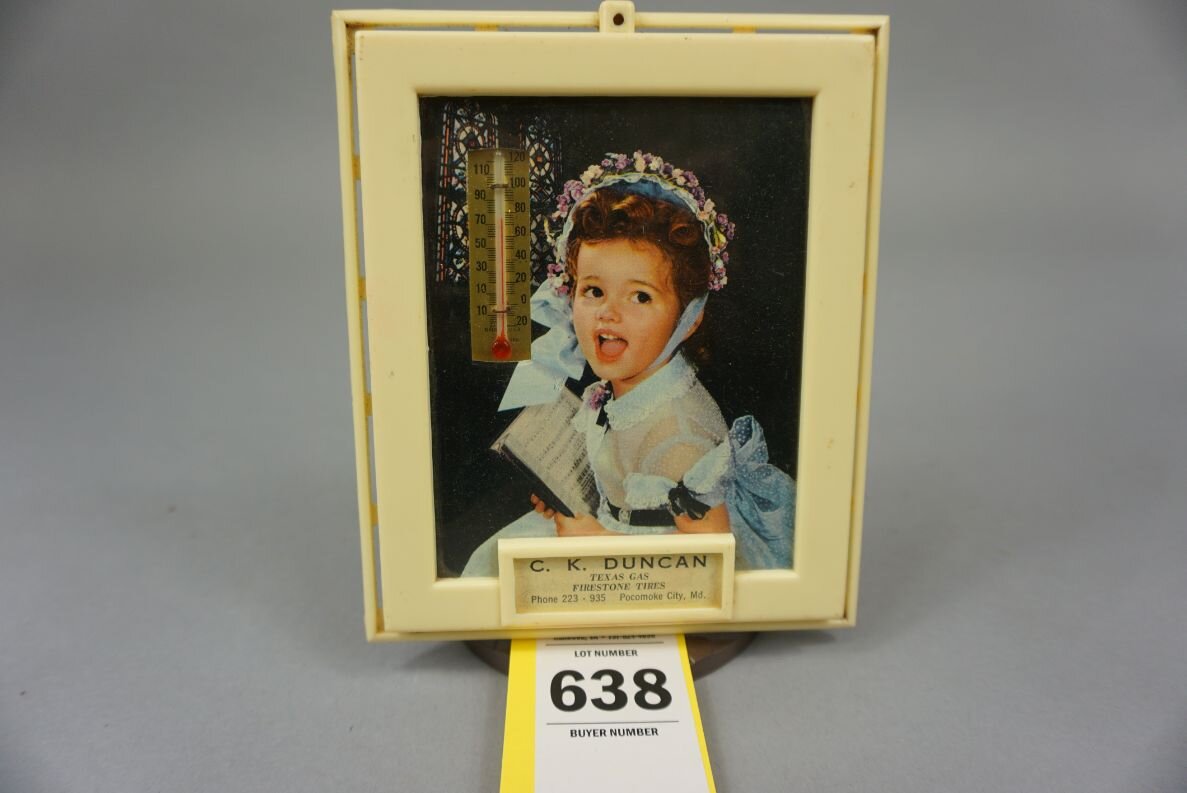 120
110
100
90
80
70
60
50
40
30
20
10
0
10
20
C. K. DUNCAN
TEXAS GAS
FIRESTONE TIRES
Phone 223 - 935 Pocomoke City, Md.
LOT NUMBER
638
BUYER NUMBER